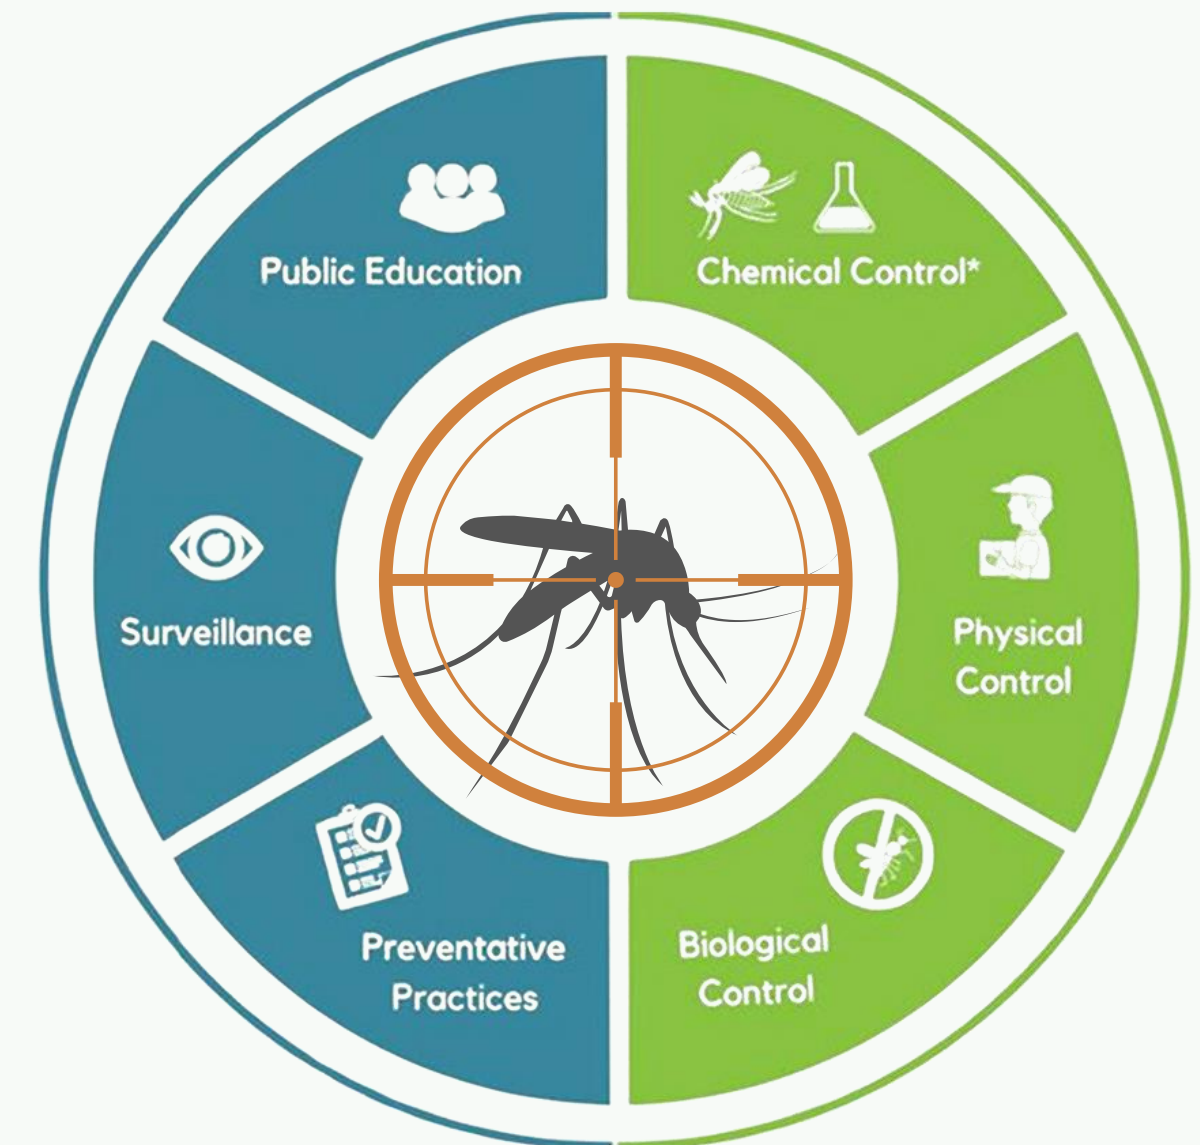 Public Education
Chemical Control*
Surveillance
Physical
Control
Preventative
Practices
Biological
Control